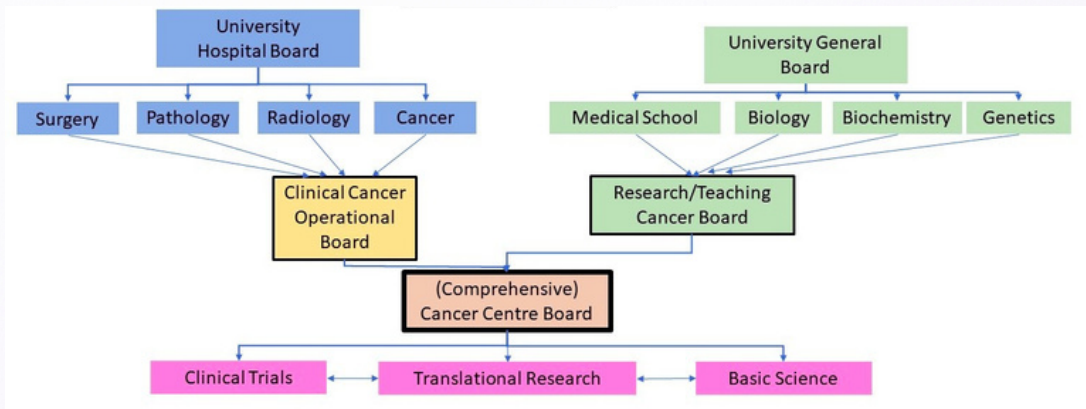 University
Hospital Board
University General
Board
Surgery
Pathology
Radiology
Cancer
Medical School
Biology
Biochemistry
Genetics
Clinical Cancer
Operational
Board
Research/Teaching
Cancer Board
(Comprehensive)
Cancer Centre Board
Clinical Trials
Translational Research
Basic Science